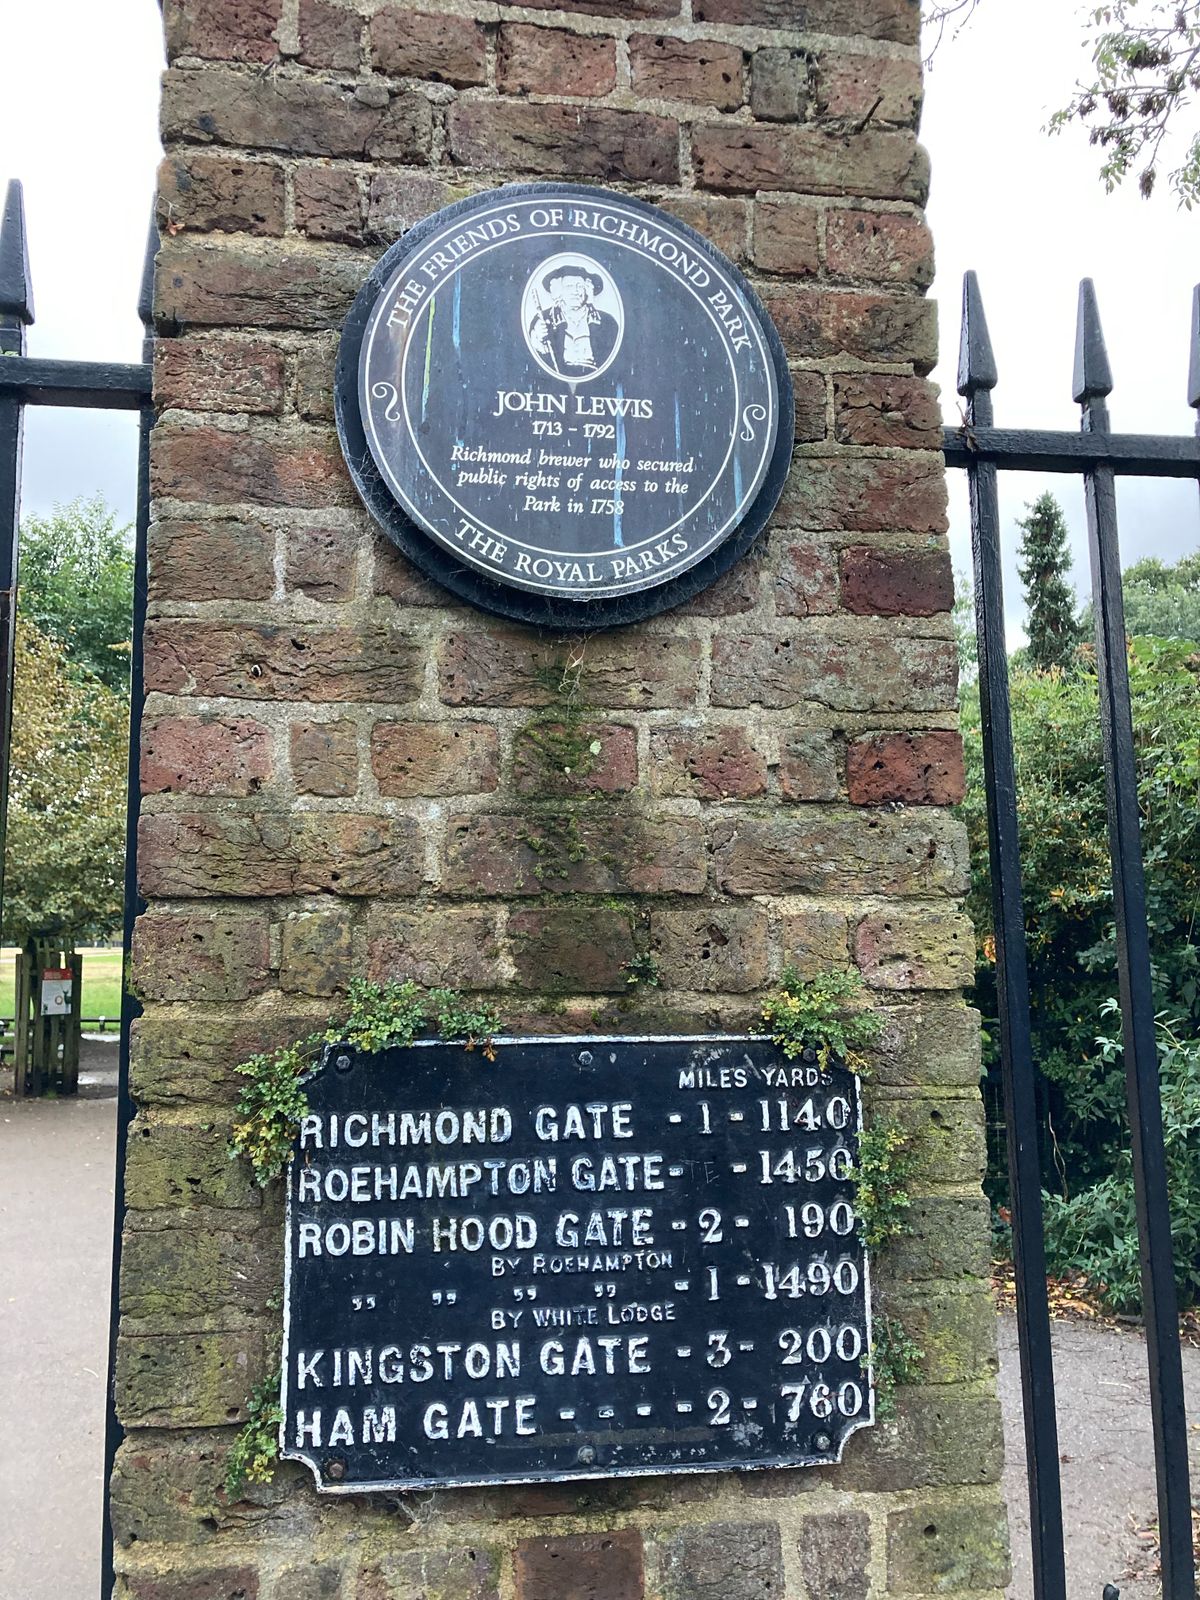 THE FRIENDS OF RICHMOND PARK
JOHN LEWIS
1713 - 1792
Richmond brewer who secured
public rights of access to the
Park in 1758
THE ROYAL PARKS
MILES YARDS
RICHMOND GATE - 1 - 1140
ROEHAMPTON GATE - - 1450
ROBIN HOOD GATE - 2 - 190
BY ROEHAMPTON
„ „ „ „ - 1 - 1490
BY WHITE LODGE
KINGSTON GATE - 3 - 200
HAM GATE - - - - 2 - 760